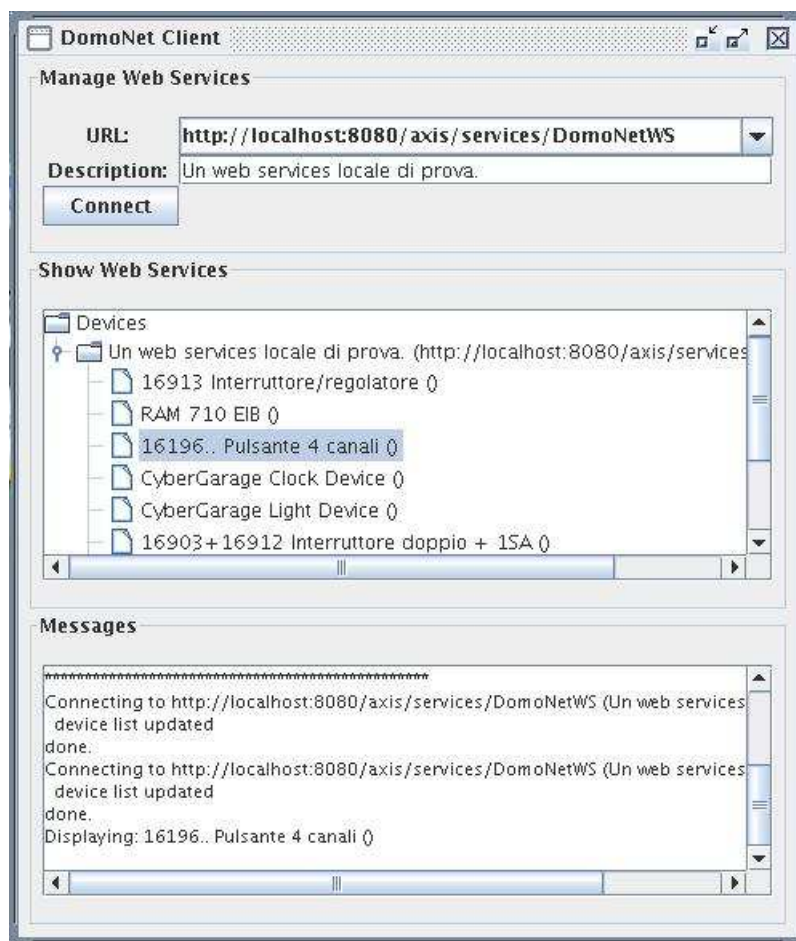 DomoNet Client
Manage Web Services
URL: http://localhost:8080/axis/services/DomoNetWS
Description: Un web services locale di prova.
Connect
Show Web Services
Devices
Un web services locale di prova. (http://localhost:8080/axis/services
16913 Interruttore/regolatore ()
RAM 710 EIB ()
16196.. Pulsante 4 canali ()
CyberGarage Clock Device ()
CyberGarage Light Device ()
16903+16912 Interruttore doppio + 1SA ()
Messages
************************************************
Connecting to http://localhost:8080/axis/services/DomoNetWS (Un web services
device list updated
done.
Connecting to http://localhost:8080/axis/services/DomoNetWS (Un web services
device list updated
done.
Displaying: 16196.. Pulsante 4 canali ()